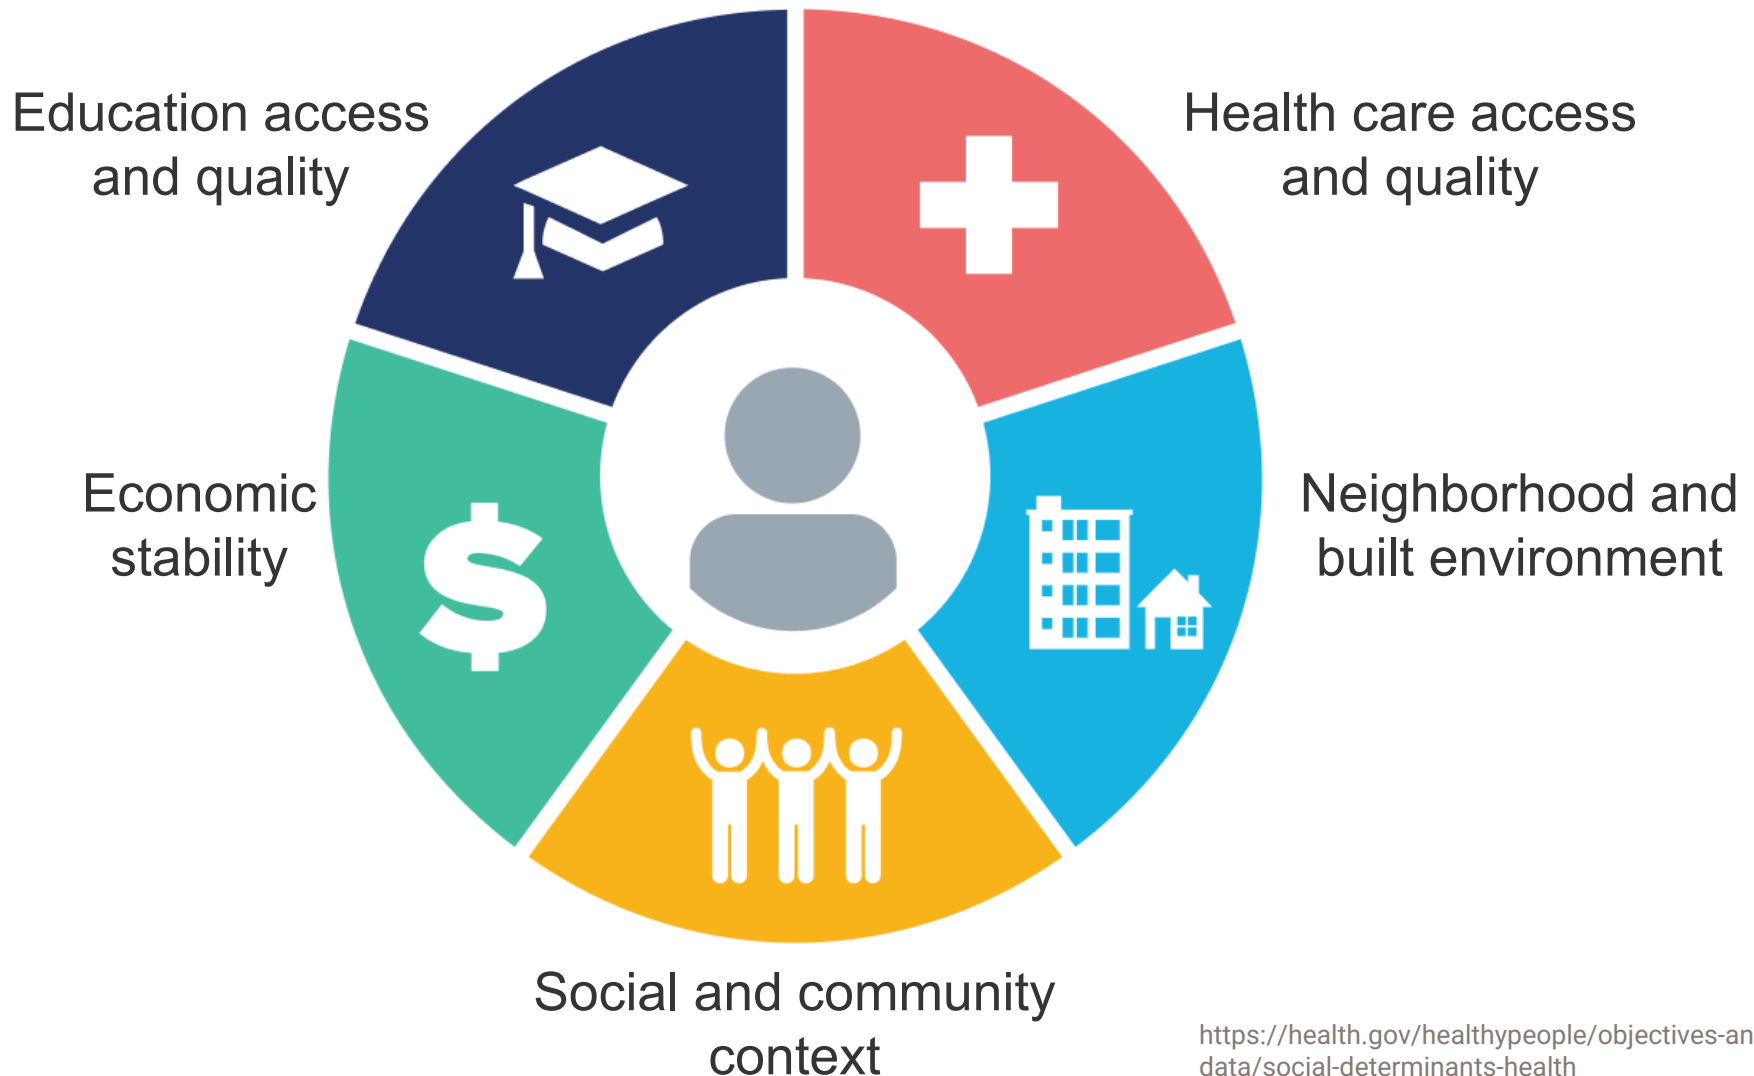 Education access
and quality
Health care access
and quality
Economic
stability
$
Neighborhood and
built environment
Social and community
context
https://health.gov/healthypeople/objectives-an
data/social-determinants-health